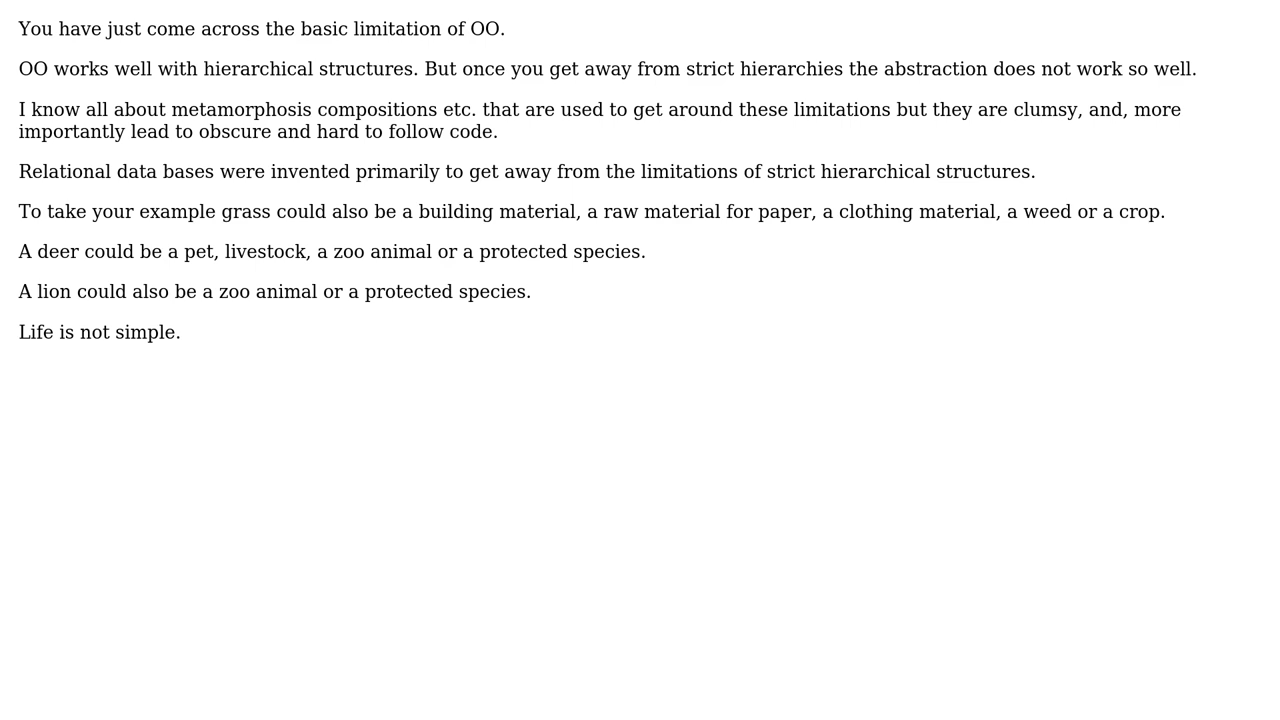 You have just come across the basic limitation of OO.
OO works well with hierarchical structures. But once you get away from strict hierarchies the abstraction does not work so well.
I know all about metamorphosis compositions etc. that are used to get around these limitations but they are clumsy, and, more
importantly lead to obscure and hard to follow code.
Relational data bases were invented primarily to get away from the limitations of strict hierarchical structures.
To take your example grass could also be a building material, a raw material for paper, a clothing material, a weed or a crop.
A deer could be a pet, livestock, a zoo animal or a protected species.
A lion could also be a zoo animal or a protected species.
Life is not simple.